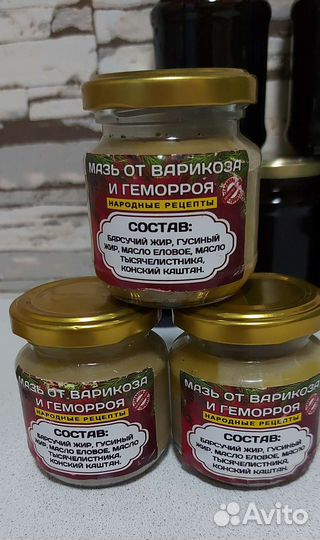 МАЗЬ ОТ ВАРИКОЗА
И ГЕМОРРОЯ
НАРОДНЫЕ РЕЦЕПТЫ
СОСТАВ:
БАРСУЧИЙ ЖИР, ГУСИНЫЙ
ЖИР, МАСЛО ЕЛОВОЕ, МАСЛО
ТЫСЯЧЕЛИСТНИКА,
КОНСКИЙ КАШТАН.
МАЗЬ ОТ ВАРИКОЗА
И ГЕМОРРОЯ
НАРОДНЫЕ РЕЦЕПТЫ
СОСТАВ:
БАРСУЧИЙ ЖИР, ГУСИНЫЙ
ЖИР, МАСЛО ЕЛОВОЕ, МАСЛО
ТЫСЯЧЕЛИСТНИКА,
КОНСКИЙ КАШТАН.
МАЗЬ ОТ ВАРИКОЗА
И ГЕМОРРОЯ
НАРОДНЫЕ РЕЦЕПТЫ
СОСТАВ:
БАРСУЧИЙ ЖИР, ГУСИНЫЙ
ЖИР, МАСЛО ЕЛОВОЕ, МАСЛО
ТЫСЯЧЕЛИСТНИКА,
КОНСКИЙ КАШТАН.
Avito